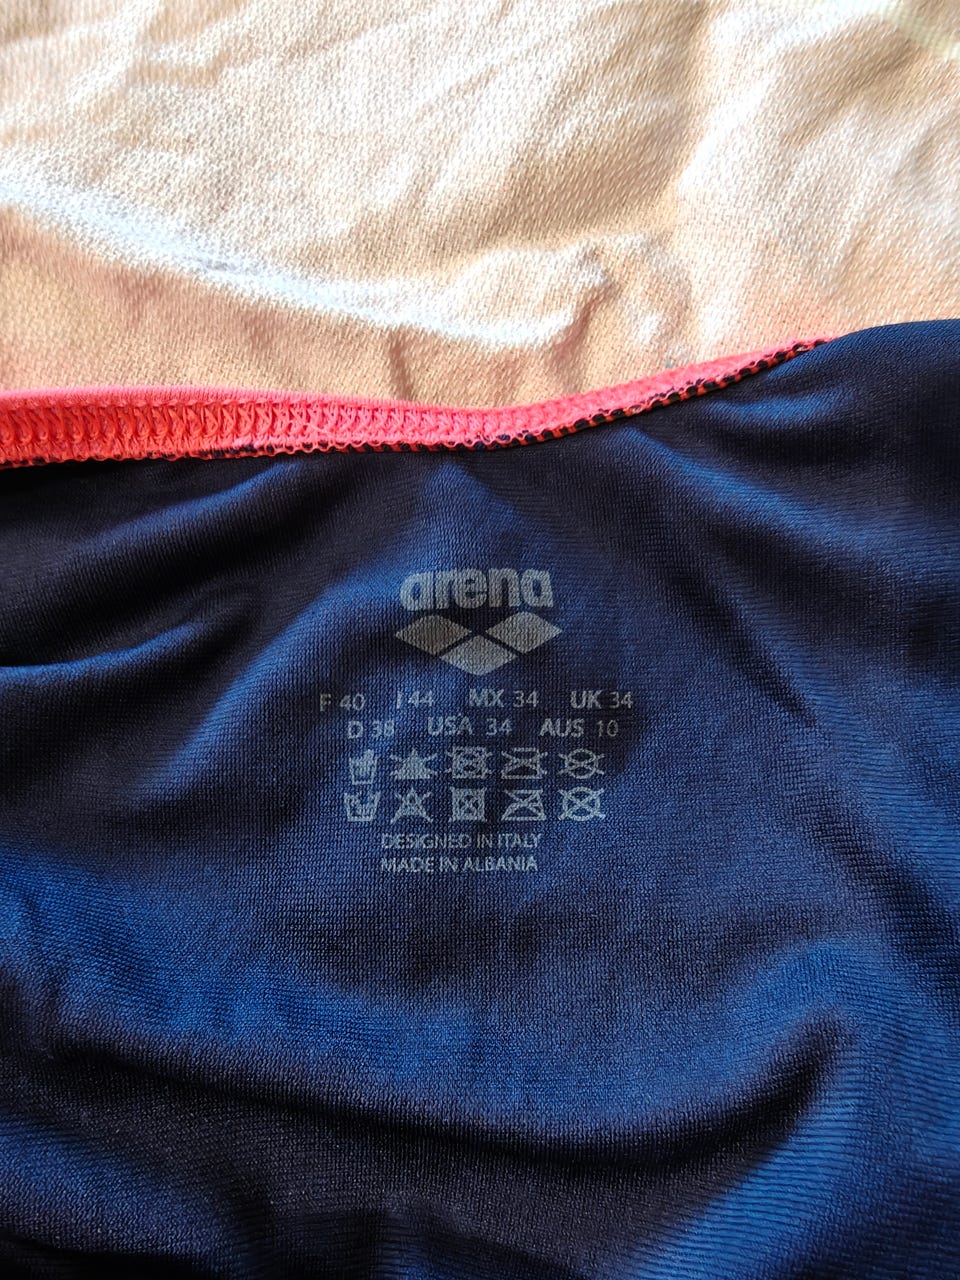 arena
F 40 I 44 MX 34 UK 34
D 38 USA 34 AUS 10
DESIGNED IN ITALY
MADE IN ALBANIA